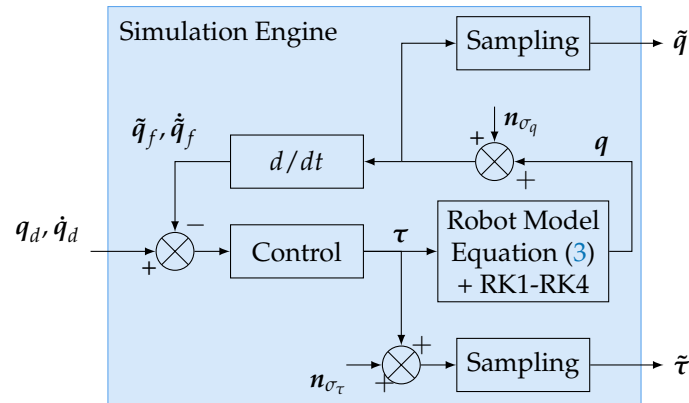 Simulation Engine
Sampling
q̃
n_{σ_q}
q̃_f, q̃̇_f
+
q
d/dt
+
q_d, q̇_d
−
+
Control
τ
Robot Model
Equation (3)
+ RK1-RK4
+
n_{σ_τ}
+
Sampling
τ̃